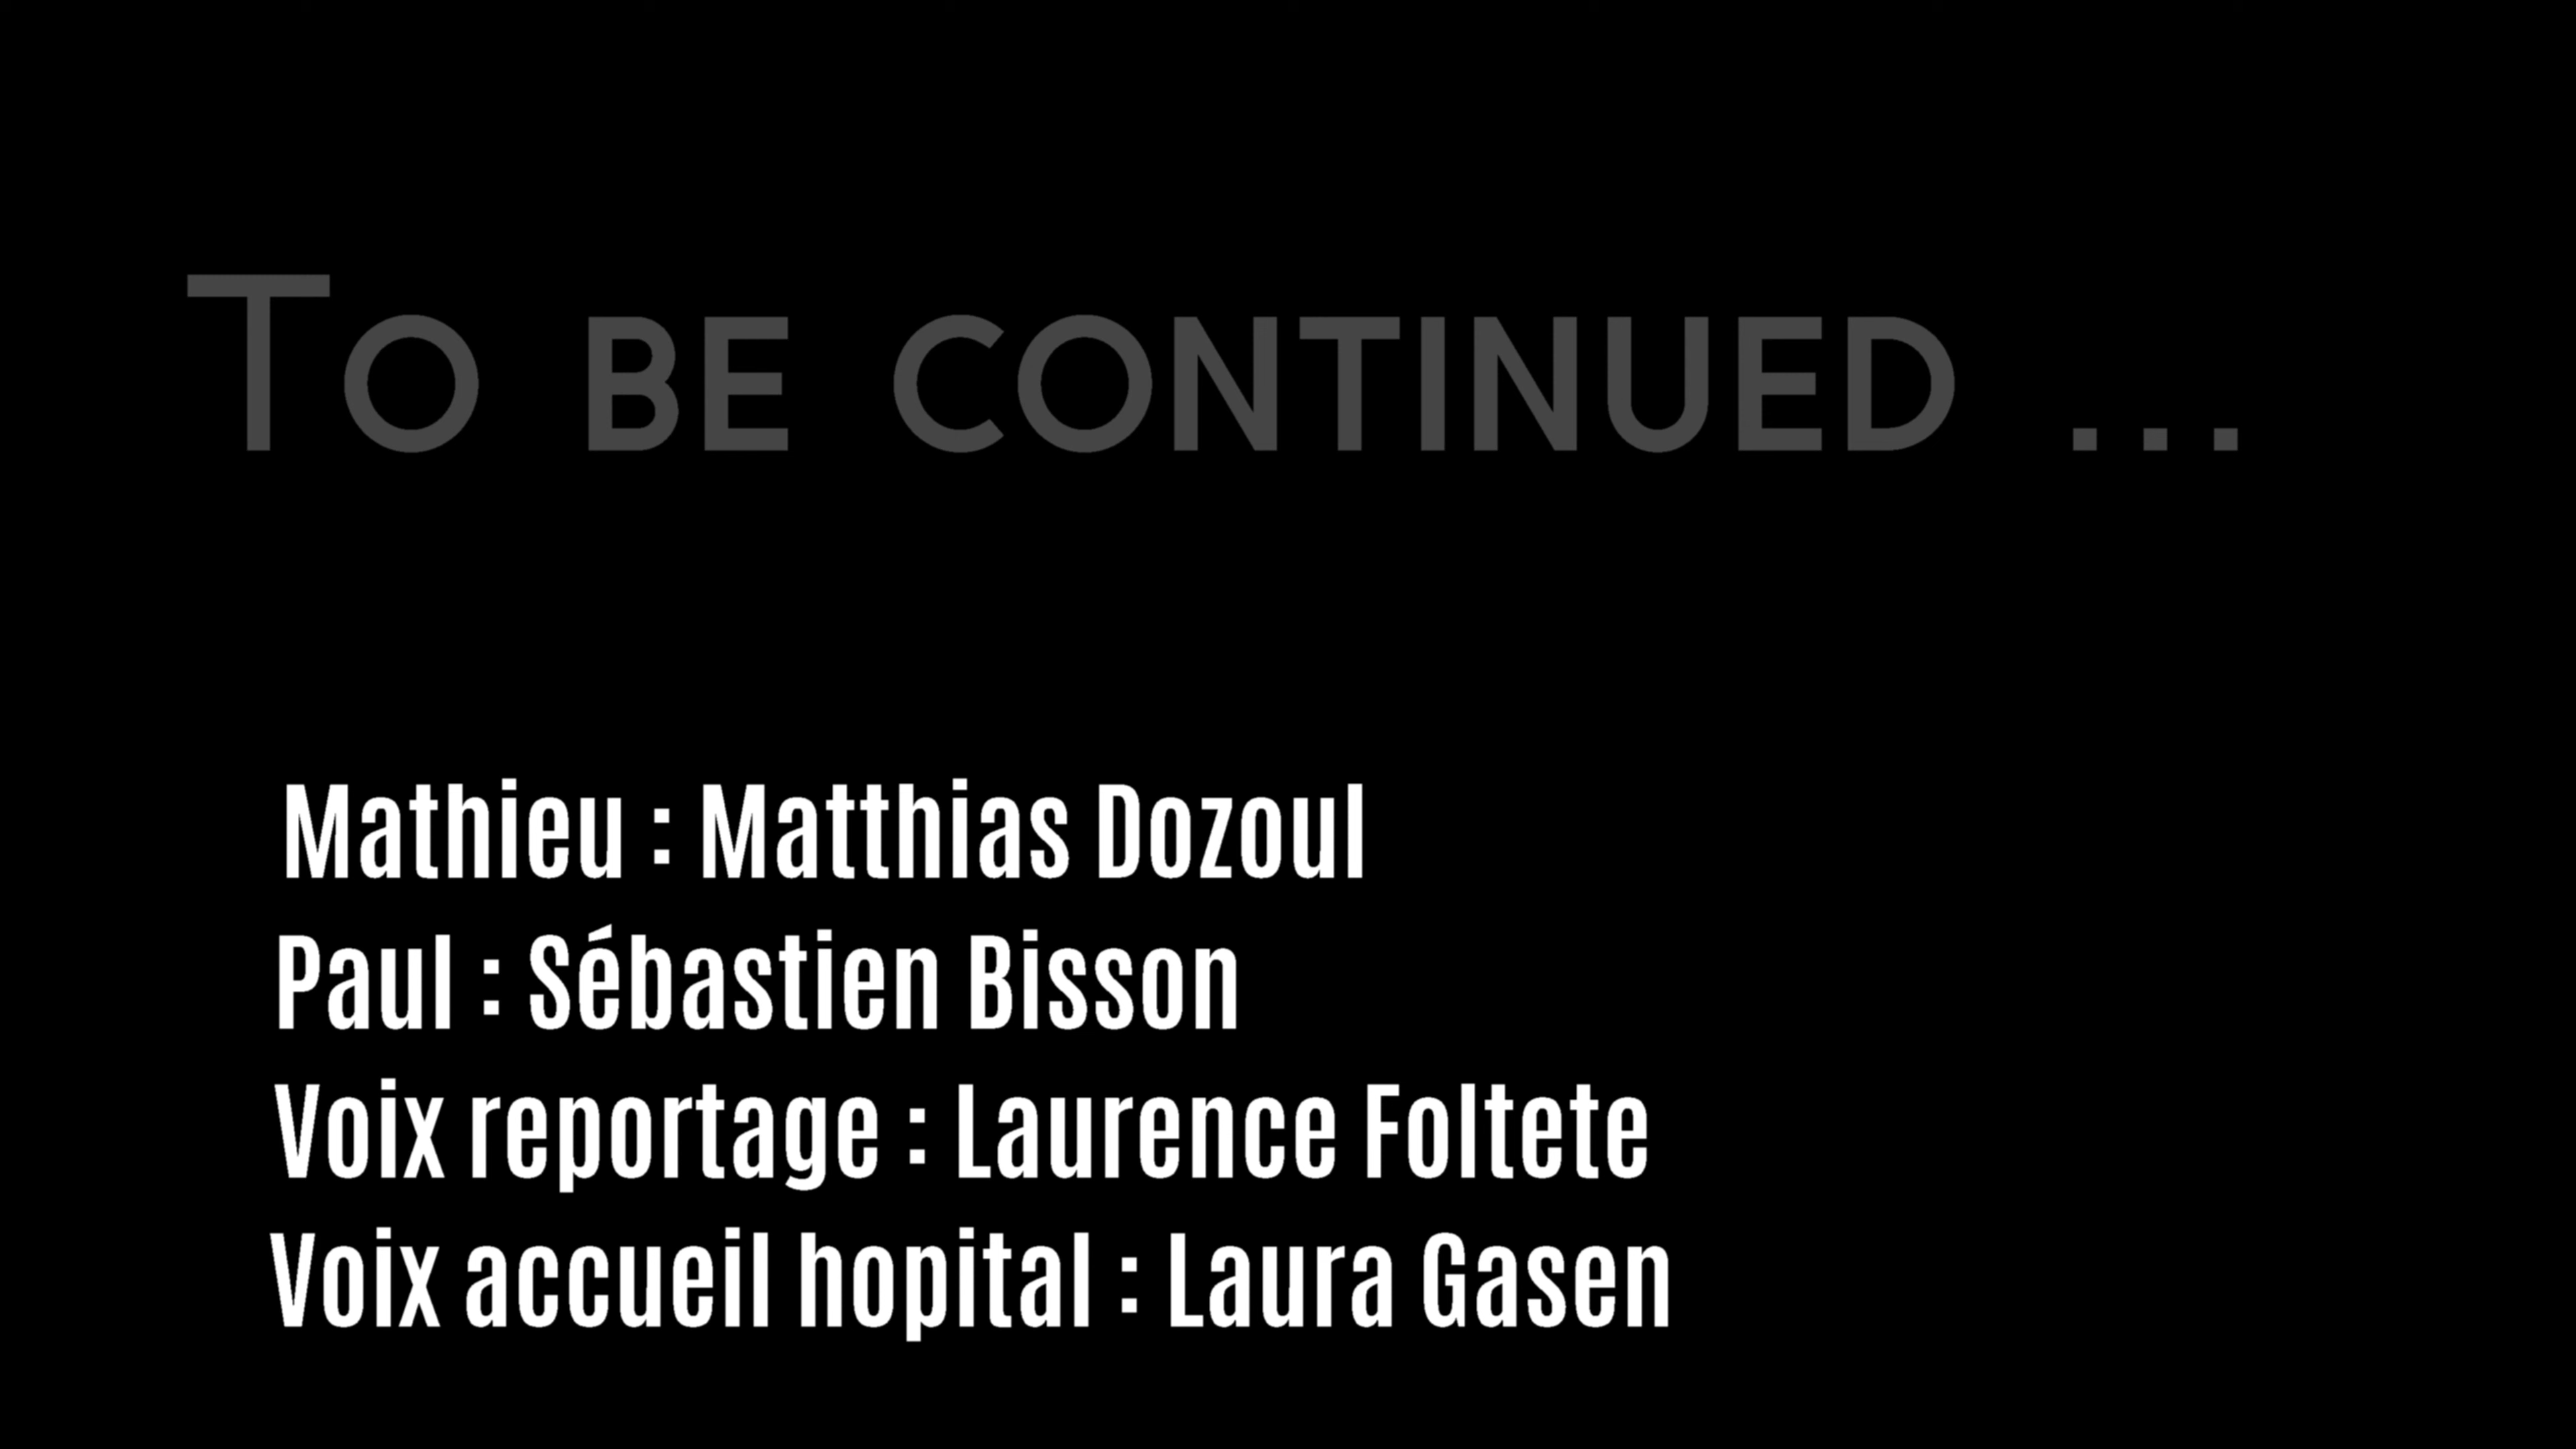 To be continued ...
Mathieu : Matthias Dozoul
Paul : Sébastien Bisson
Voix reportage : Laurence Foltete
Voix accueil hopital : Laura Gasen